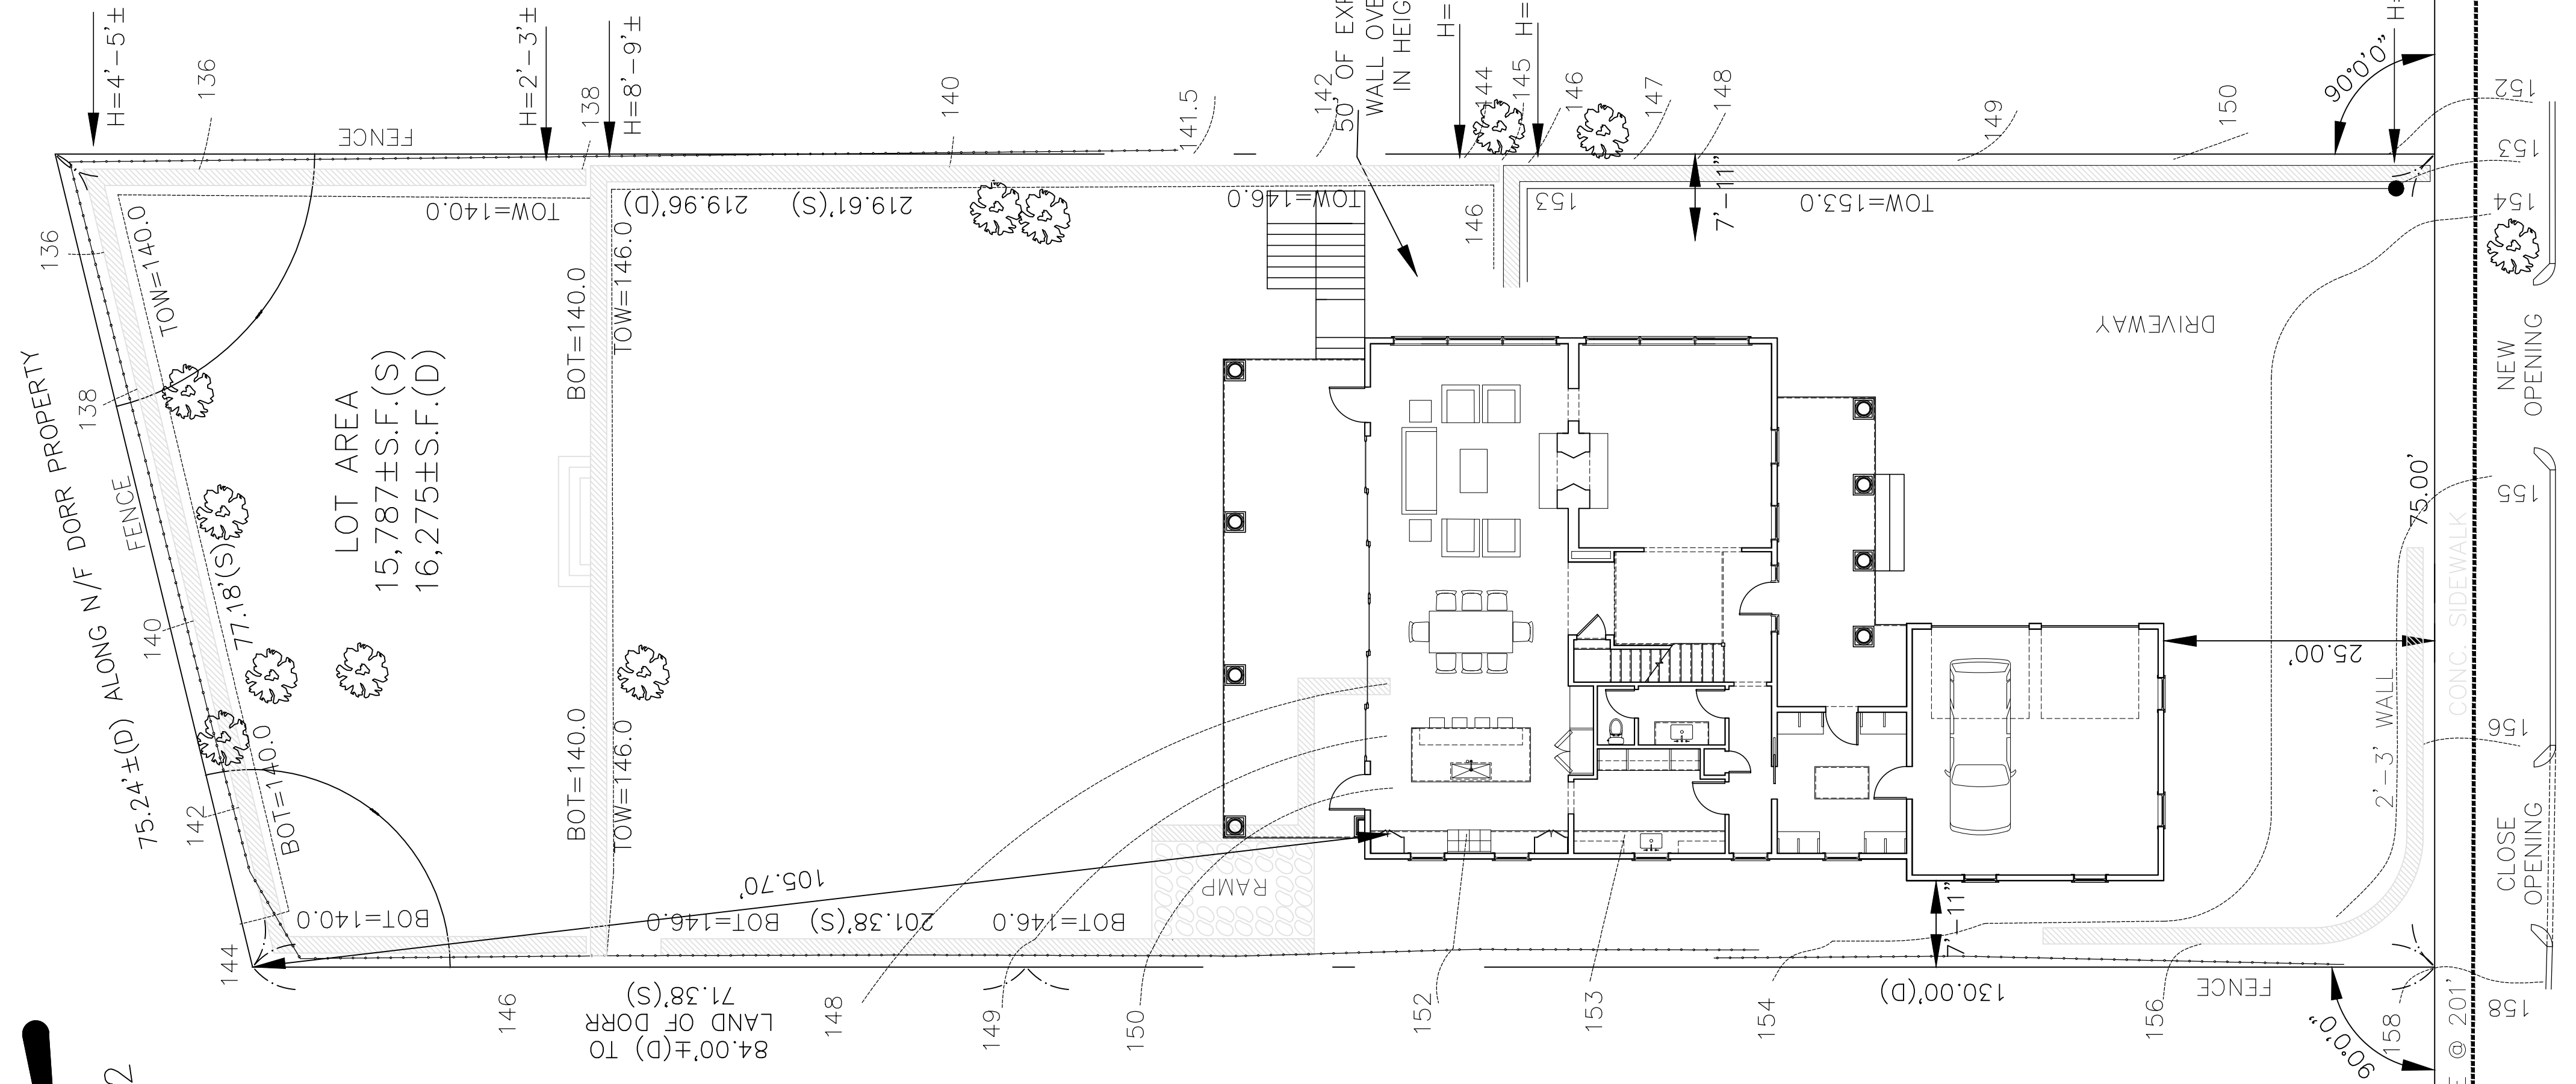 H=4'-5'±
136
FENCE
H=2'-3'±
138
H=8'-9'±
140
141.5
142
50' OF
WALL
IN
H=
144
H=
145
146
147
148
149
150
H=
90°0'0"
152
153
154
136
TOW=140.0
TOW=140.0
219.96'(D)
219.61'(S)
TOW=146.0
146
153
7'-11"
TOW=153.0
BOT=140.0
TOW=146.0
DRIVEWAY
NEW
OPENING
138
75.24'±(D) ALONG N/F DORR PROPERTY
FENCE
77.18'(S)
LOT AREA
15,787±S.F.(S)
16,275±S.F.(D)
140
142
BOT=140.0
BOT=140.0
TOW=146.0
75.00'
155
CONC. SIDEWALK
25.00'
2'-3' WALL
156
CLOSE
OPENING
105.70'
RAMP
BOT=140.0
BOT=146.0
201.38'(S)
BOT=146.0
7'-11"
144
146
71.38'(S)
84.00'±(D) TO
LAND OF DORR
148
149
150
152
153
154
130.00'(D)
156
FENCE
158
90°0'0"
158
@ 201'
2